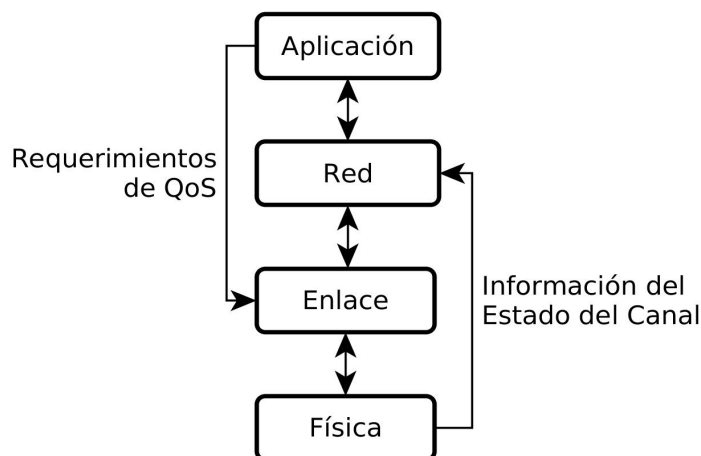 Aplicación
Requerimientos
de QoS
Red
Enlace
Información del
Estado del Canal
Física